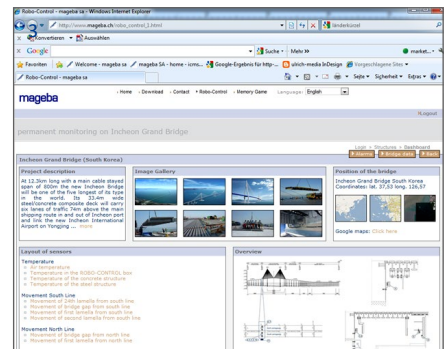 Robo-Control - mageba sa - Windows Internet Explorer
3
http://www.mageba.ch/robo_control_1.html
länderkürzel
Konvertieren Auswählen
Google Suche Mehr »
Favoriten Welcome - mageba sa mageba SA - home - icms... Google-Ergebnis für http-... ulrich-media InDesign Vorgeschlagene Sites
Robo-Control - mageba sa
Seite Sicherheit Extras
mageba
Home Download Contact Robo-Control Memory Game Language: English
Logout
permanent monitoring on Incheon Grand Bridge
Login Structures Dashboard
Alarms Bridge data Back
Incheon Grand Bridge (South Korea)
Project description
At 12.3km long with a main cable stayed
span of 800m the new Incheon Bridge
will be one of the five longest of its type
in the world. Its 33.4m wide
steel/concrete composite deck will carry
six lanes of traffic 74m above the main
shipping route in and out of Incheon port
and link the new Incheon International
Airport on Yongjing ... more
Image Gallery
Position of the bridge
Incheon Grand Bridge South Korea
Coordinates: lat. 37,53 long. 126,57
Google maps: Click here
Layout of sensors
Temperature
Air temperature
Temperature in the ROBO-CONTROL box
Temperature of the concrete structure
Temperature of the steel structure
Movement South Line
Movement of 24th lamella from south line
Movement of bridge gap from south line
Movement of first lamella from south line
Movement of second lamella from south line
Movement North Line
Movement of bridge gap from north line
Movement of first lamella from north line
Overview